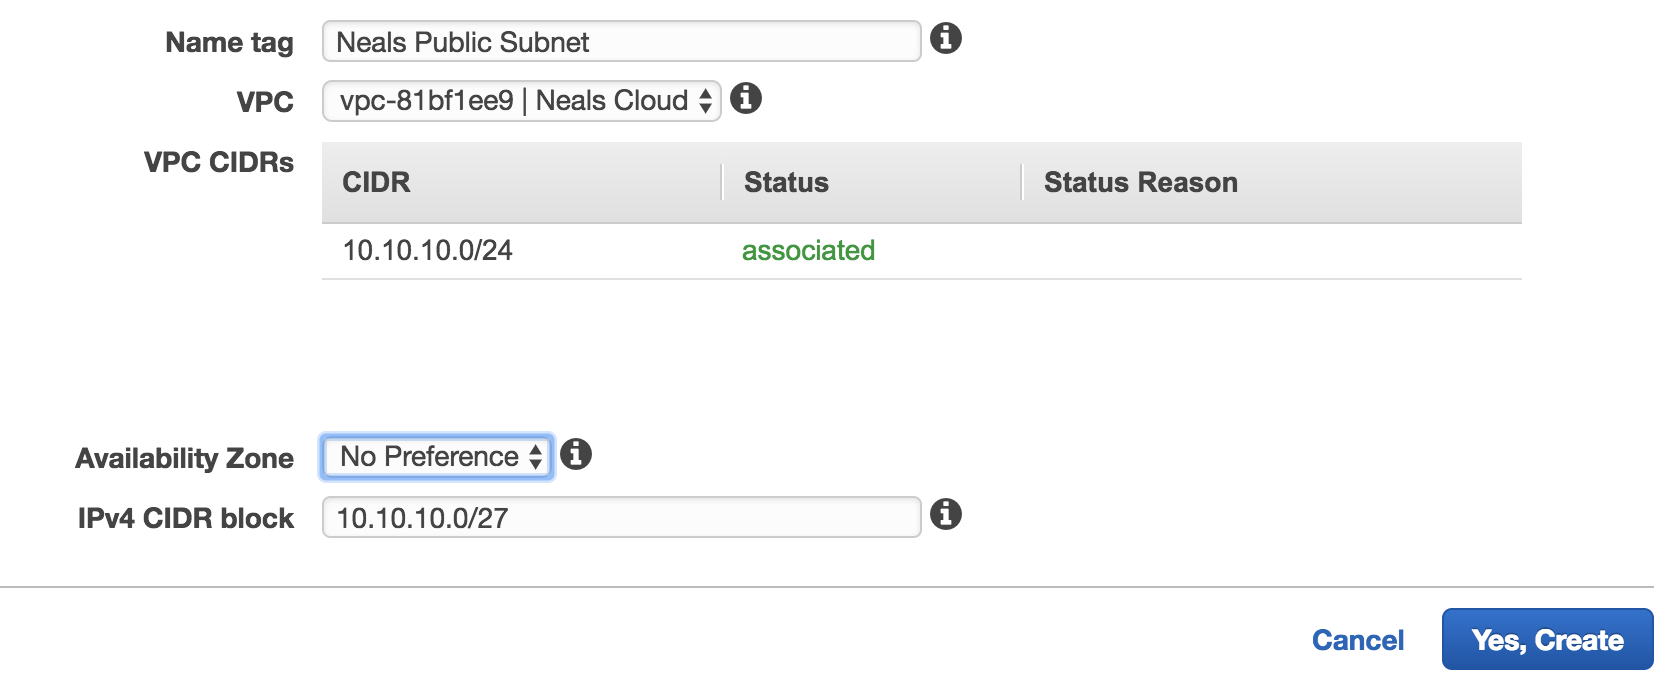 Name tag Neals Public Subnet
VPC vpc-81bf1ee9 | Neals Cloud
VPC CIDRs
CIDR Status Status Reason
10.10.10.0/24 associated
Availability Zone No Preference
IPv4 CIDR block 10.10.10.0/27
Cancel Yes, Create